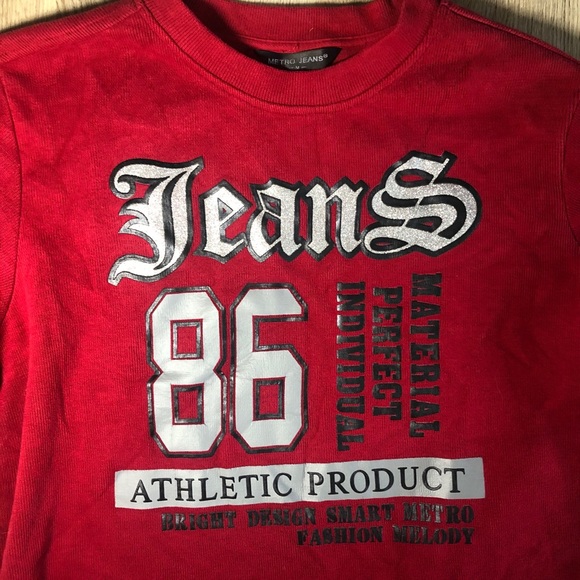 METRO JEANS®
JeanS
86
MATERIAL
PERFECT
INDIVIDUAL
ATHLETIC PRODUCT
BRIGHT DESIGN SMART METRO
FASHION MELODY